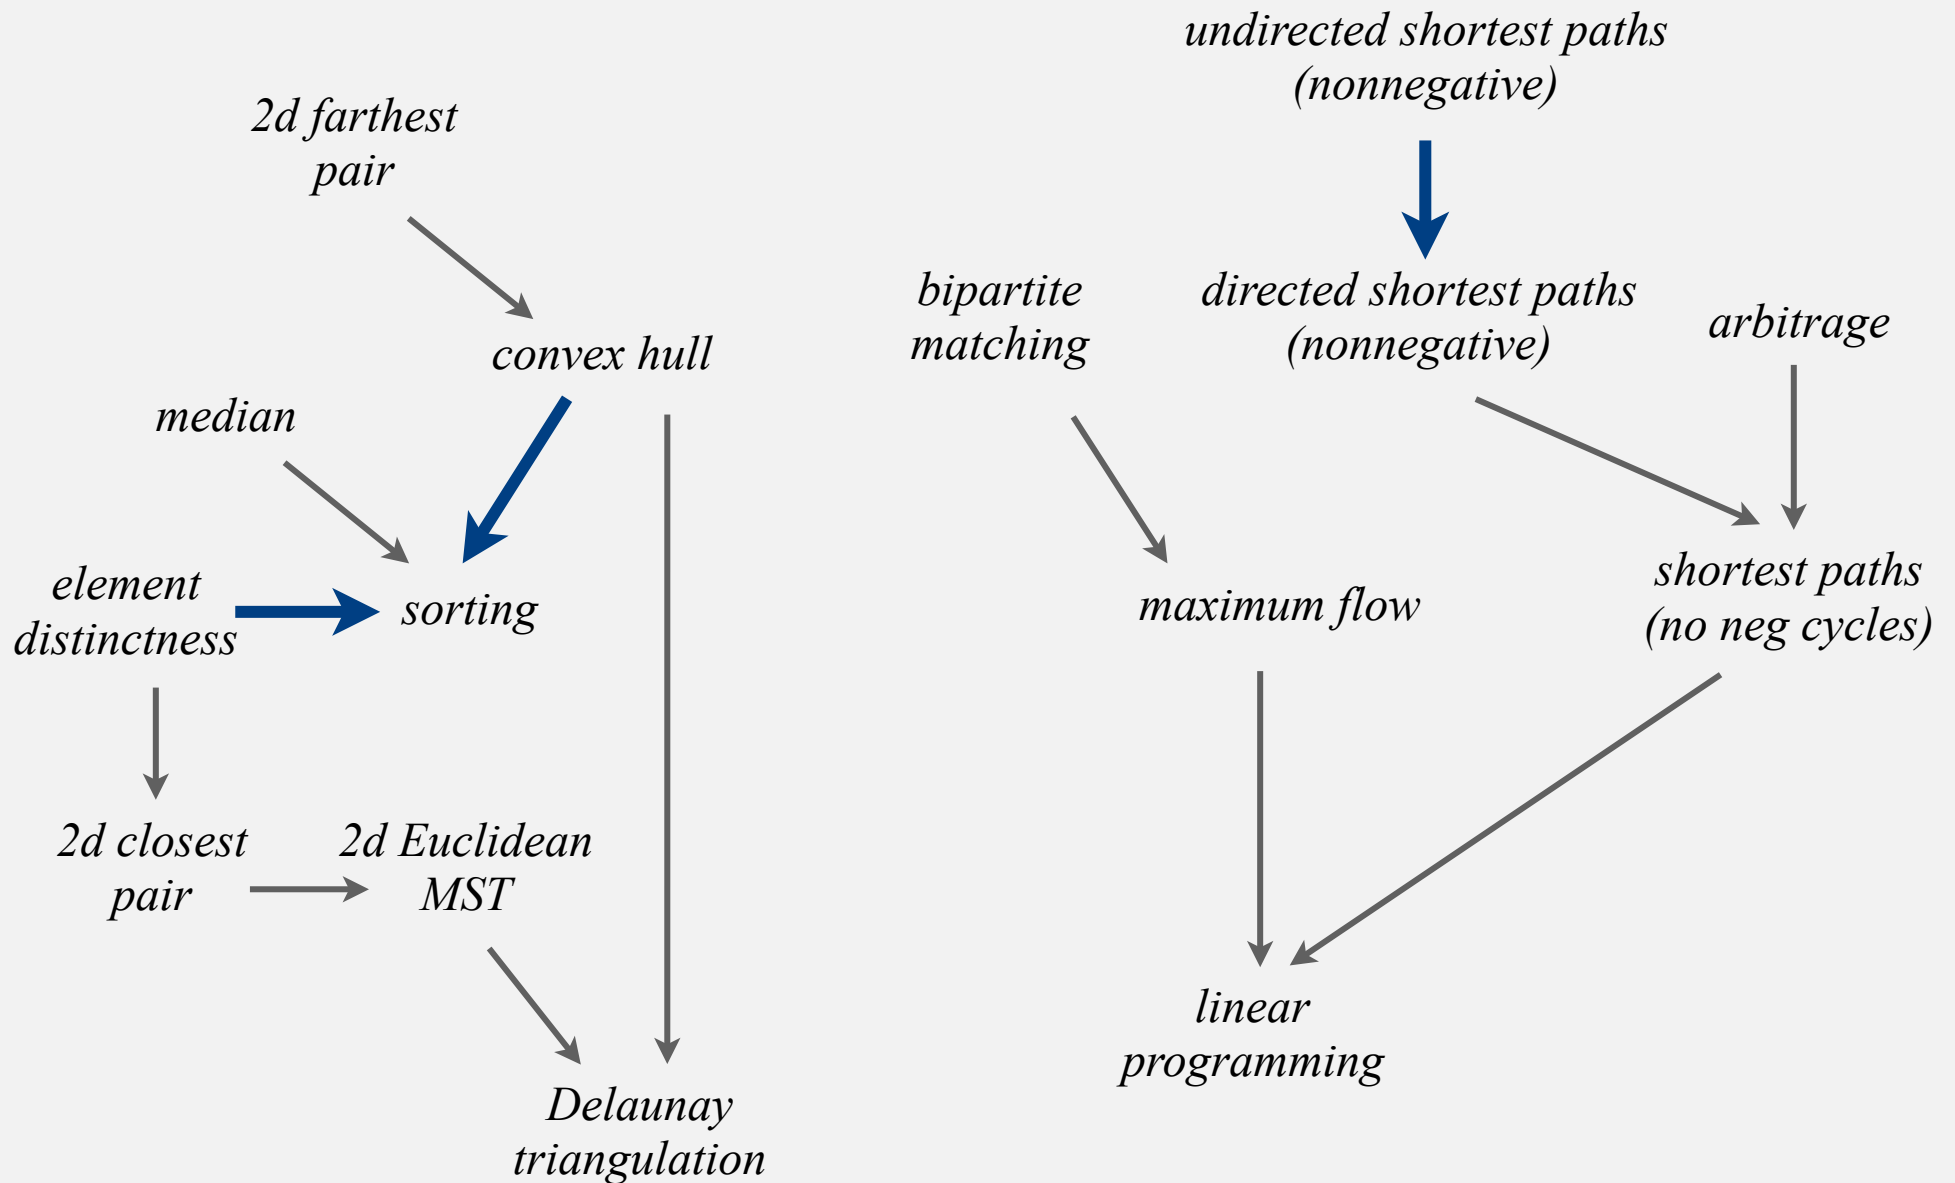 undirected shortest paths
(nonnegative)
2d farthest
pair
bipartite
matching
directed shortest paths
(nonnegative)
arbitrage
convex hull
median
element
distinctness
sorting
maximum flow
shortest paths
(no neg cycles)
2d closest
pair
2d Euclidean
MST
linear
programming
Delaunay
triangulation